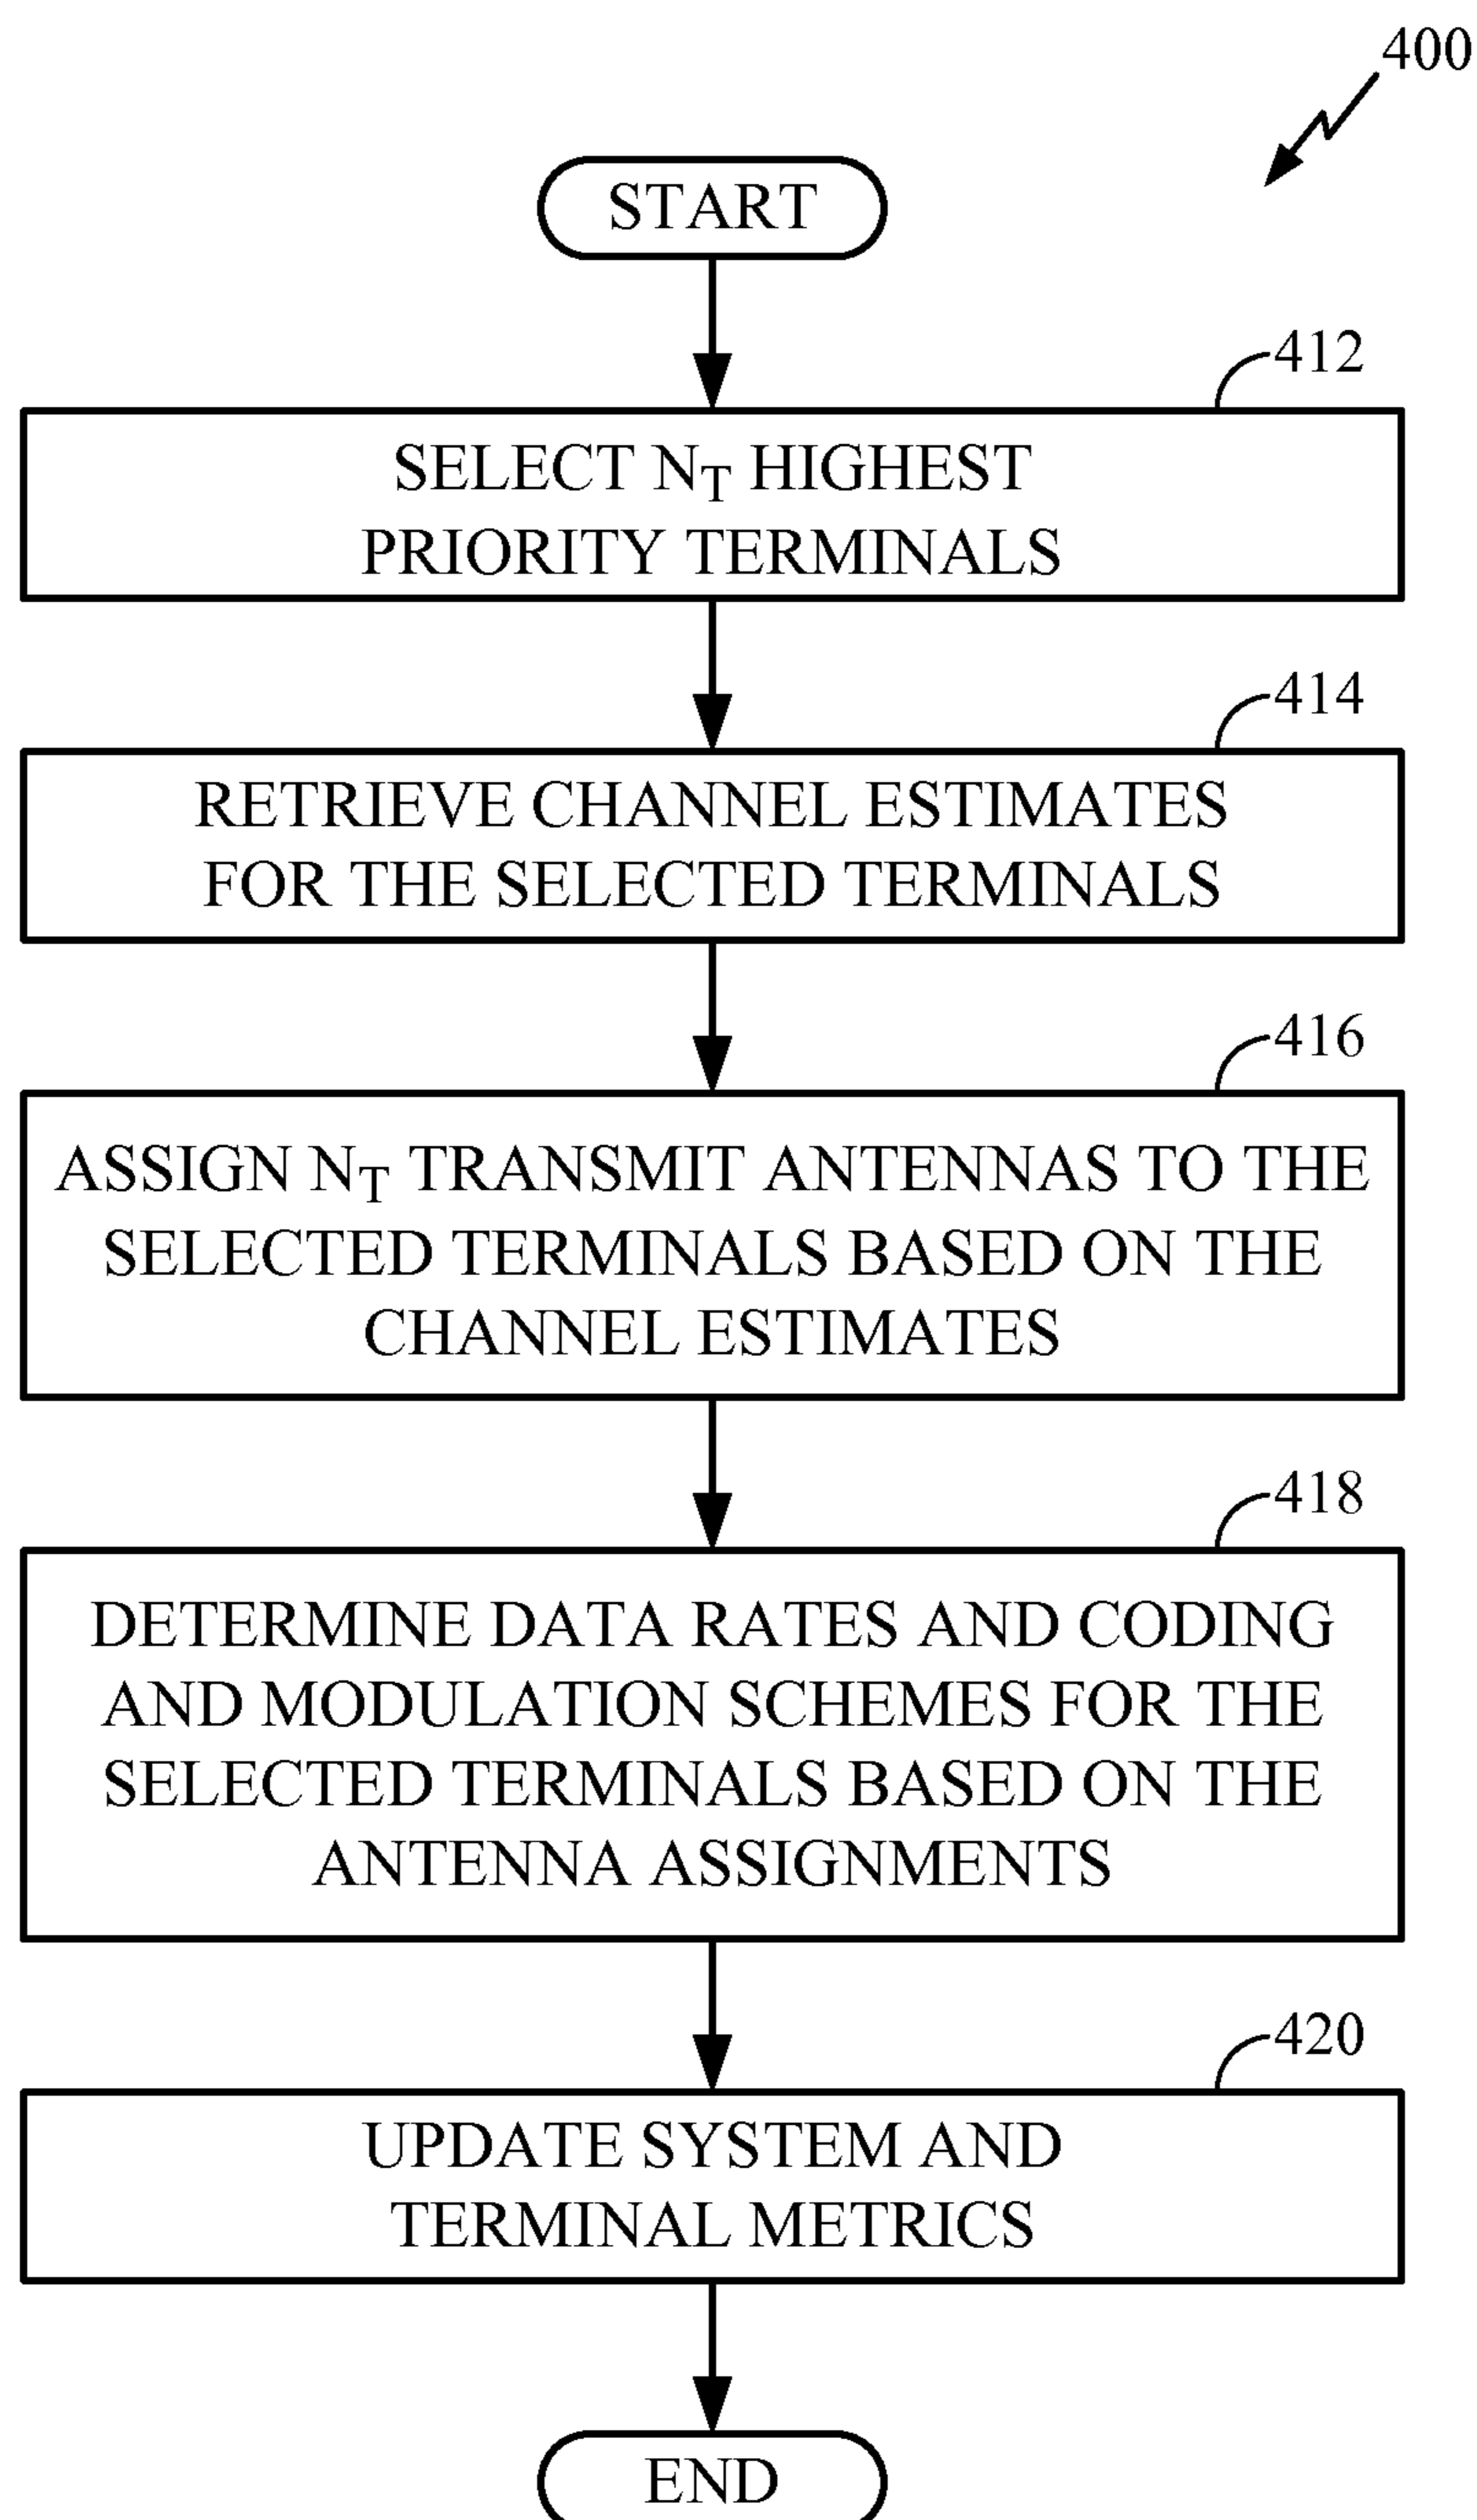 400
START
412
SELECT N_T HIGHEST
PRIORITY TERMINALS
414
RETRIEVE CHANNEL ESTIMATES
FOR THE SELECTED TERMINALS
416
ASSIGN N_T TRANSMIT ANTENNAS TO THE
SELECTED TERMINALS BASED ON THE
CHANNEL ESTIMATES
418
DETERMINE DATA RATES AND CODING
AND MODULATION SCHEMES FOR THE
SELECTED TERMINALS BASED ON THE
ANTENNA ASSIGNMENTS
420
UPDATE SYSTEM AND
TERMINAL METRICS
END